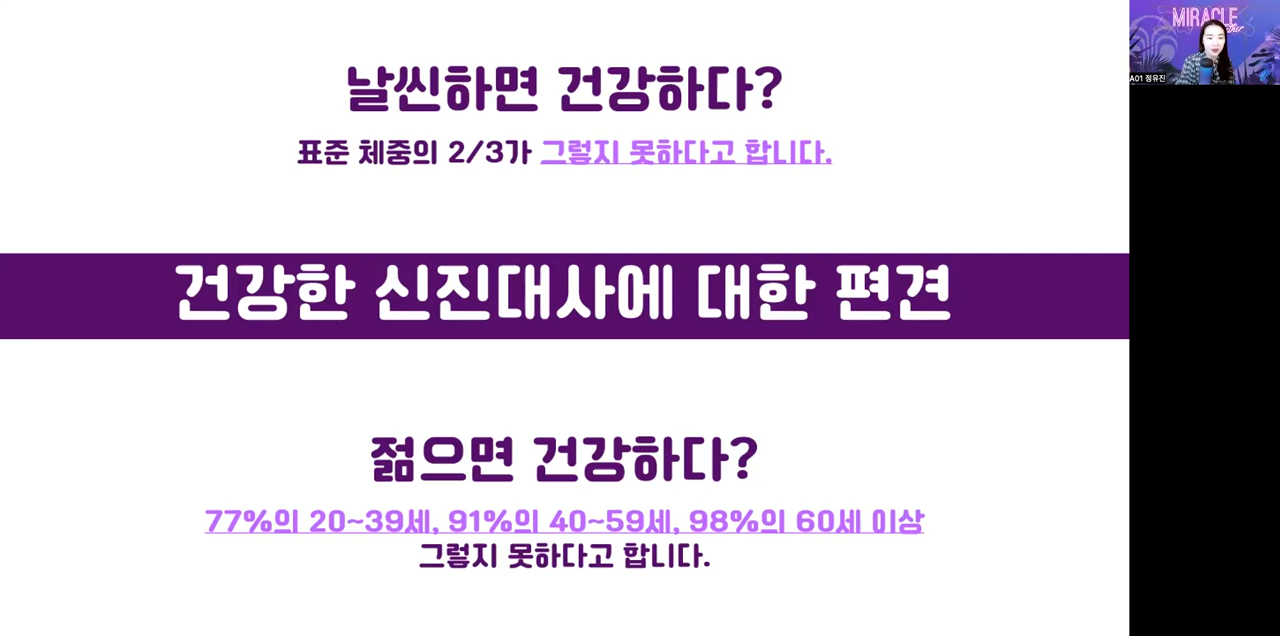 날씬하면 건강하다?
표준 체중의 2/3가 그렇지 못하다고 합니다.
건강한 신진대사에 대한 편견
젊으면 건강하다?
77%의 20~39세, 91%의 40~59세, 98%의 60세 이상
그렇지 못하다고 합니다.
MIRACLE
A01 정유진